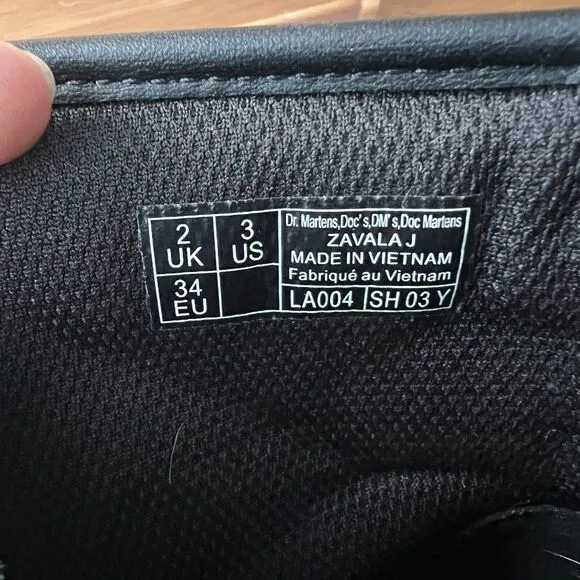 2
UK
3
US
34
EU
Dr. Martens,Doc's,DM's,Doc Martens
ZAVALA J
MADE IN VIETNAM
Fabriqué au Vietnam
LA004
SH 03 Y